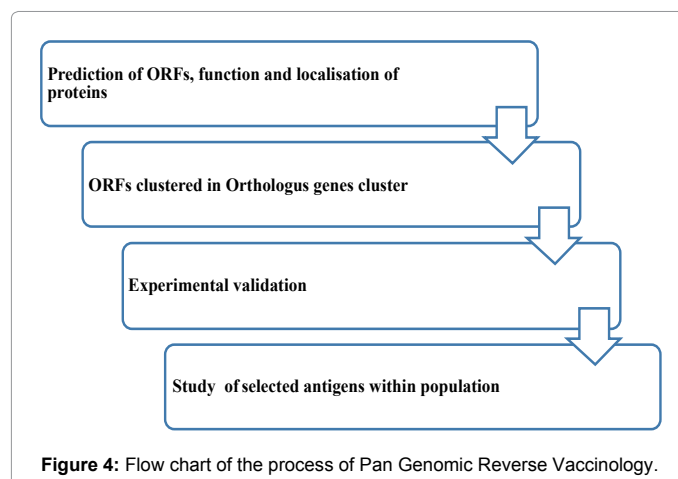 Prediction of ORFs, function and localisation of
proteins
ORFs clustered in Orthologus genes cluster
Experimental validation
Study of selected antigens within population
Figure 4: Flow chart of the process of Pan Genomic Reverse Vaccinology.